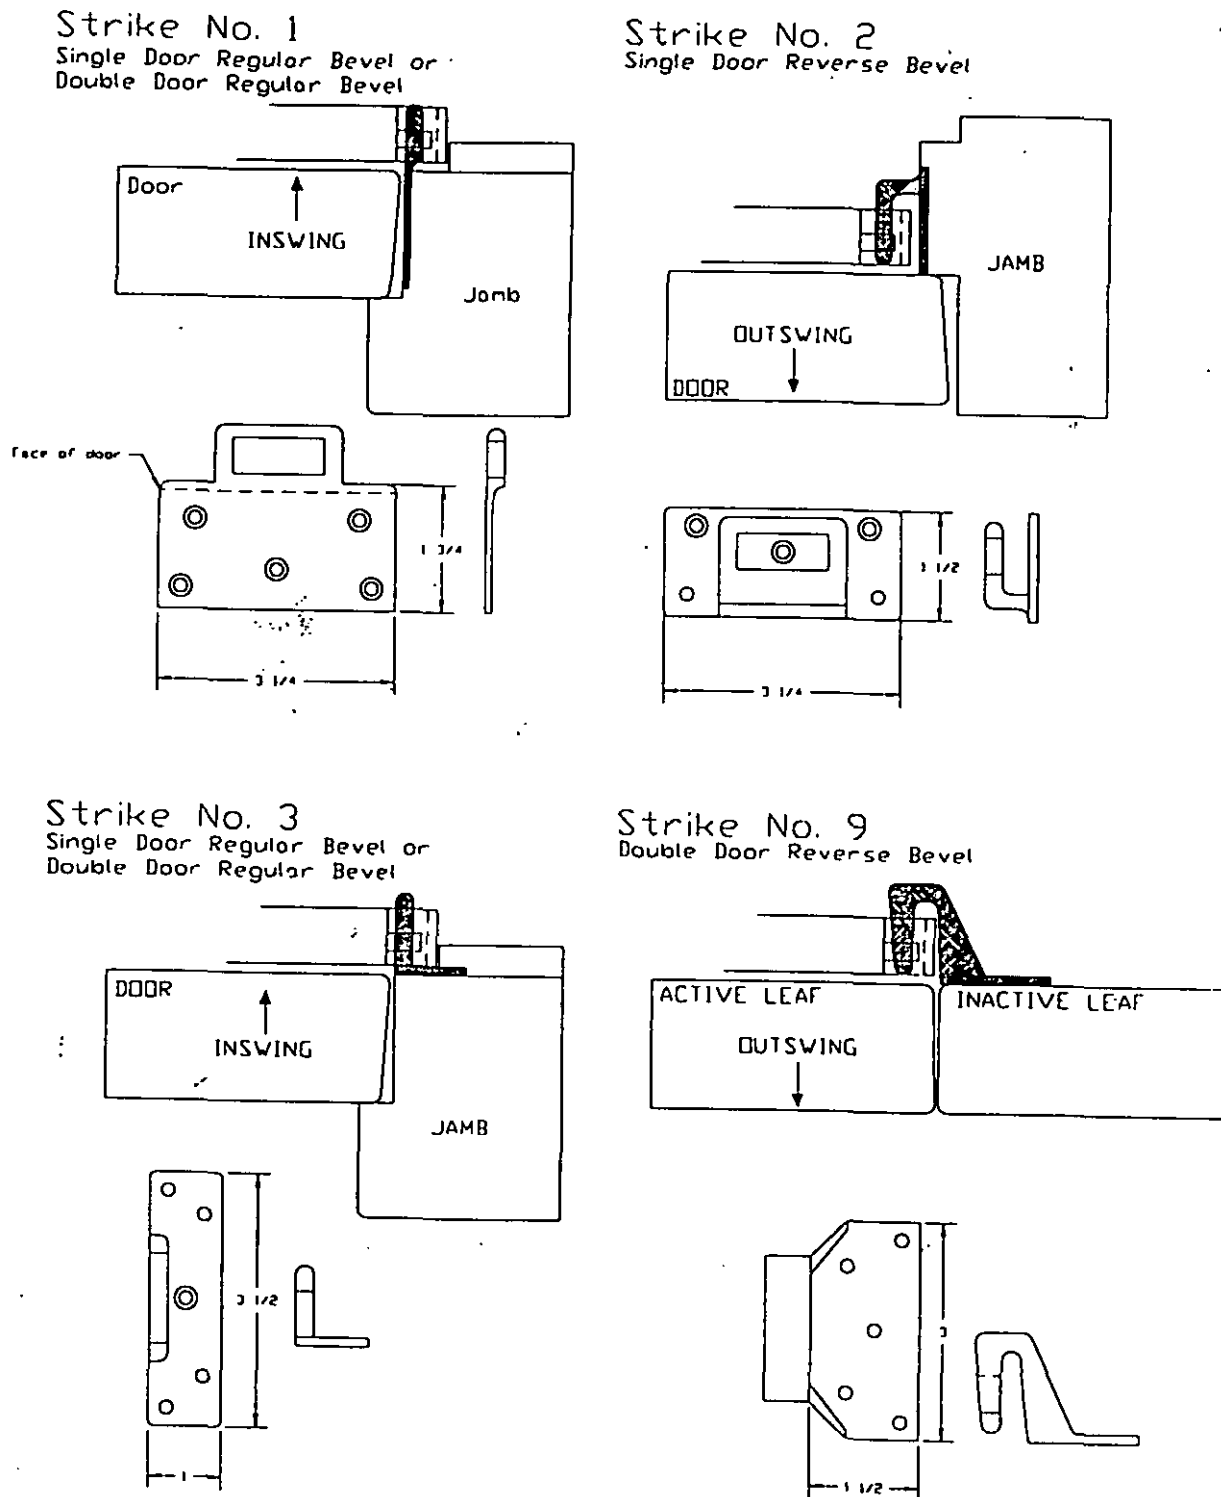 Strike No. 1
Single Door Regular Bevel or
Double Door Regular Bevel
Door
INSWING
Jamb
face of door
1 3/4
3 1/4
Strike No. 2
Single Door Reverse Bevel
JAMB
OUTSWING
DOOR
1 1/2
3 1/4
Strike No. 3
Single Door Regular Bevel or
Double Door Regular Bevel
DOOR
INSWING
JAMB
3 1/2
1
Strike No. 9
Double Door Reverse Bevel
ACTIVE LEAF
INACTIVE LEAF
OUTSWING
3
1 1/2